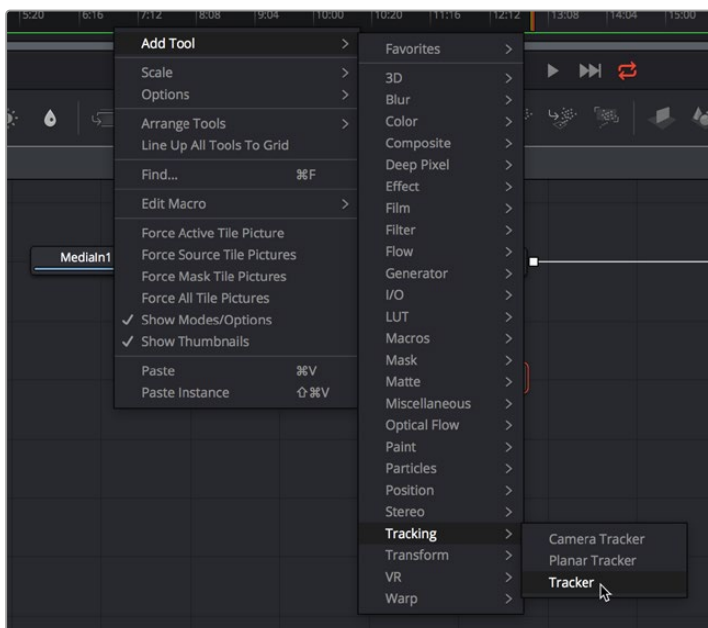 5:20 6:16 7:12 8:08 9:04 10:00 10:20 11:16 12:12 13:08 14:04 15:00
Add Tool
Scale
Options
Arrange Tools
Line Up All Tools To Grid
Find... ⌘F
Edit Macro
Force Active Tile Picture
Force Source Tile Pictures
Force Mask Tile Pictures
Force All Tile Pictures
✓ Show Modes/Options
✓ Show Thumbnails
Paste ⌘V
Paste Instance ⇧⌘V
MediaIn1
Favorites
3D
Blur
Color
Composite
Deep Pixel
Effect
Film
Filter
Flow
Generator
I/O
LUT
Macros
Mask
Matte
Miscellaneous
Optical Flow
Paint
Particles
Position
Stereo
Tracking
Transform
VR
Warp
Camera Tracker
Planar Tracker
Tracker